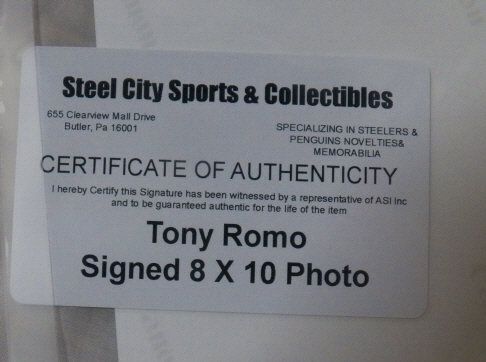 Steel City Sports & Collectibles
655 Clearview Mall Drive
Butler, Pa 16001
SPECIALIZING IN STEELERS &
PENGUINS NOVELTIES&
MEMORABILIA
CERTIFICATE OF AUTHENTICITY
I hereby Certify this Signature has been witnessed by a representative of ASI Inc
and to be guaranteed authentic for the life of the item
Tony Romo
Signed 8 X 10 Photo